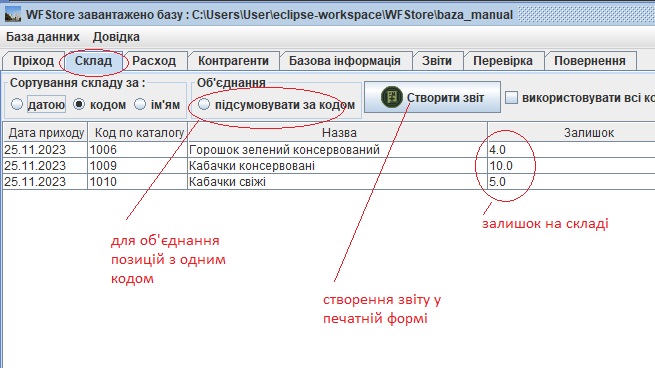 WFStore завантажено базу : C:\Users\User\eclipse-workspace\WFStore\baza_manual
База данних Довідка
Пріход Склад Расход Контрагенти Базова інформація Звіти Перевірка Повернення
Сортування складу за : Об'єднання
датою кодом ім'ям підсумовувати за кодом Створити звіт використовувати всі ко
Дата приходу Код по каталогу Назва Залишок
25.11.2023 1006 Горошок зелений консервований 4.0
25.11.2023 1009 Кабачки консервовані 10.0
25.11.2023 1010 Кабачки свіжі 5.0
залишок на складі
для об'єднання
позицій з одним
кодом
створення звіту у
печатній формі